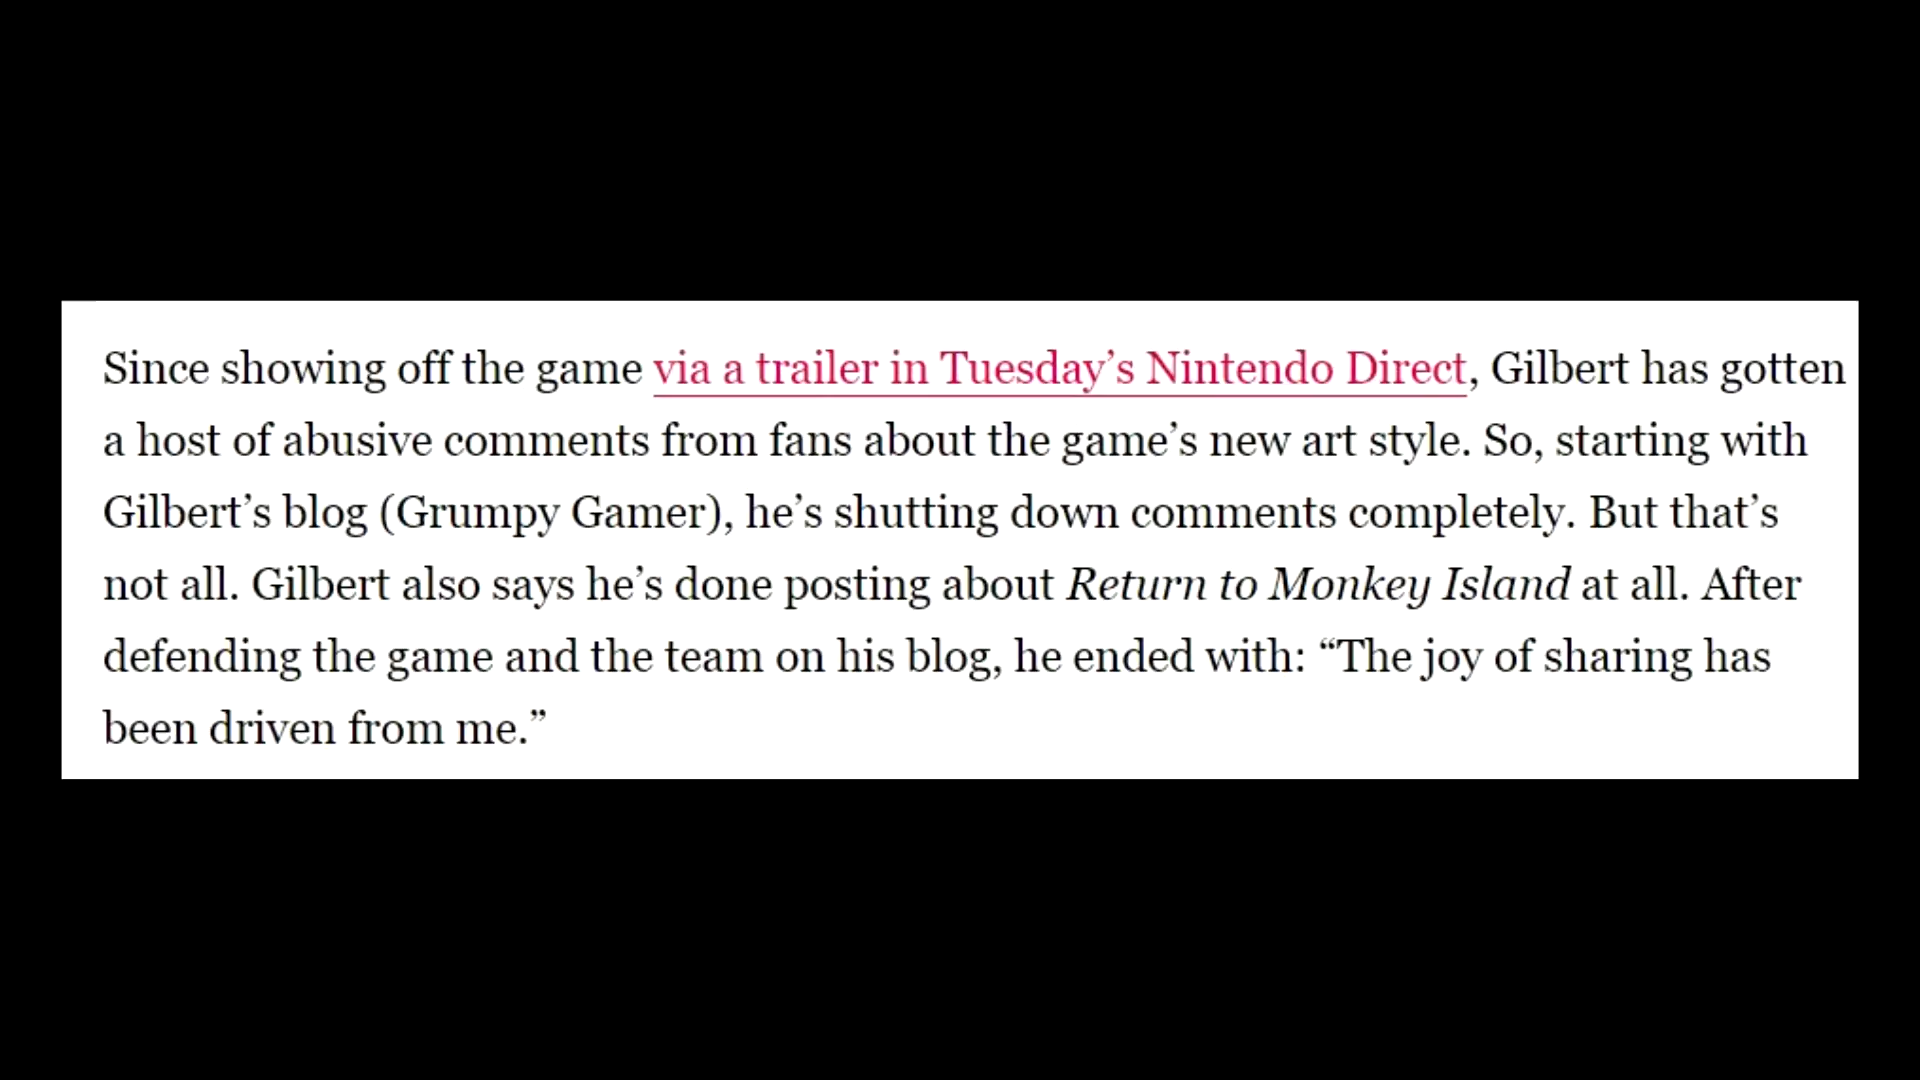 Since showing off the game via a trailer in Tuesday’s Nintendo Direct, Gilbert has gotten
a host of abusive comments from fans about the game’s new art style. So, starting with
Gilbert’s blog (Grumpy Gamer), he’s shutting down comments completely. But that’s
not all. Gilbert also says he’s done posting about Return to Monkey Island at all. After
defending the game and the team on his blog, he ended with: “The joy of sharing has
been driven from me.”